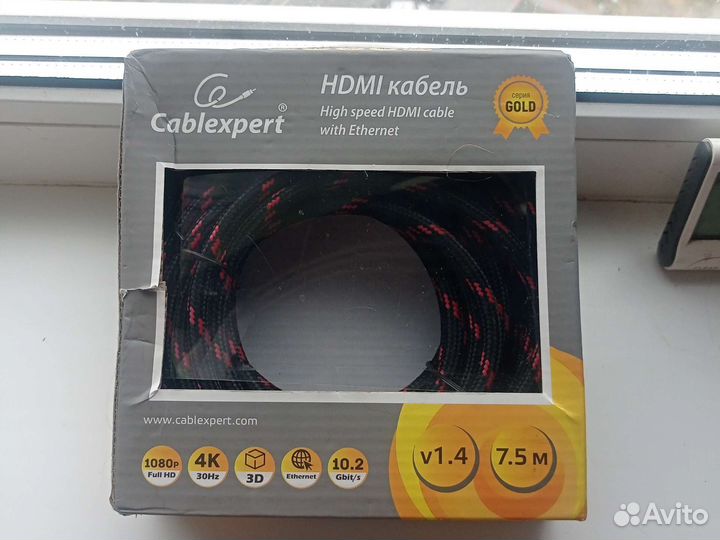 Cablexpert®
HDMI кабель
High speed HDMI cable
with Ethernet
серия
GOLD
www.cablexpert.com
1080p
Full HD
4K
30Hz
3D
Ethernet
10.2
Gbit/s
v1.4
7.5 м
Avito